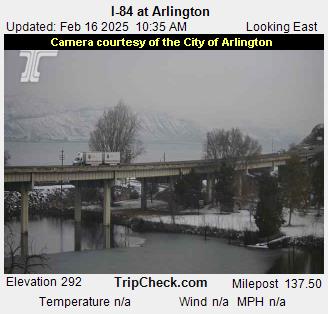 I-84 at Arlington
Updated: Feb 16 2025 10:35 AM Looking East
Camera courtesy of the City of Arlington
Elevation 292 TripCheck.com Milepost 137.50
Temperature n/a Wind n/a MPH n/a